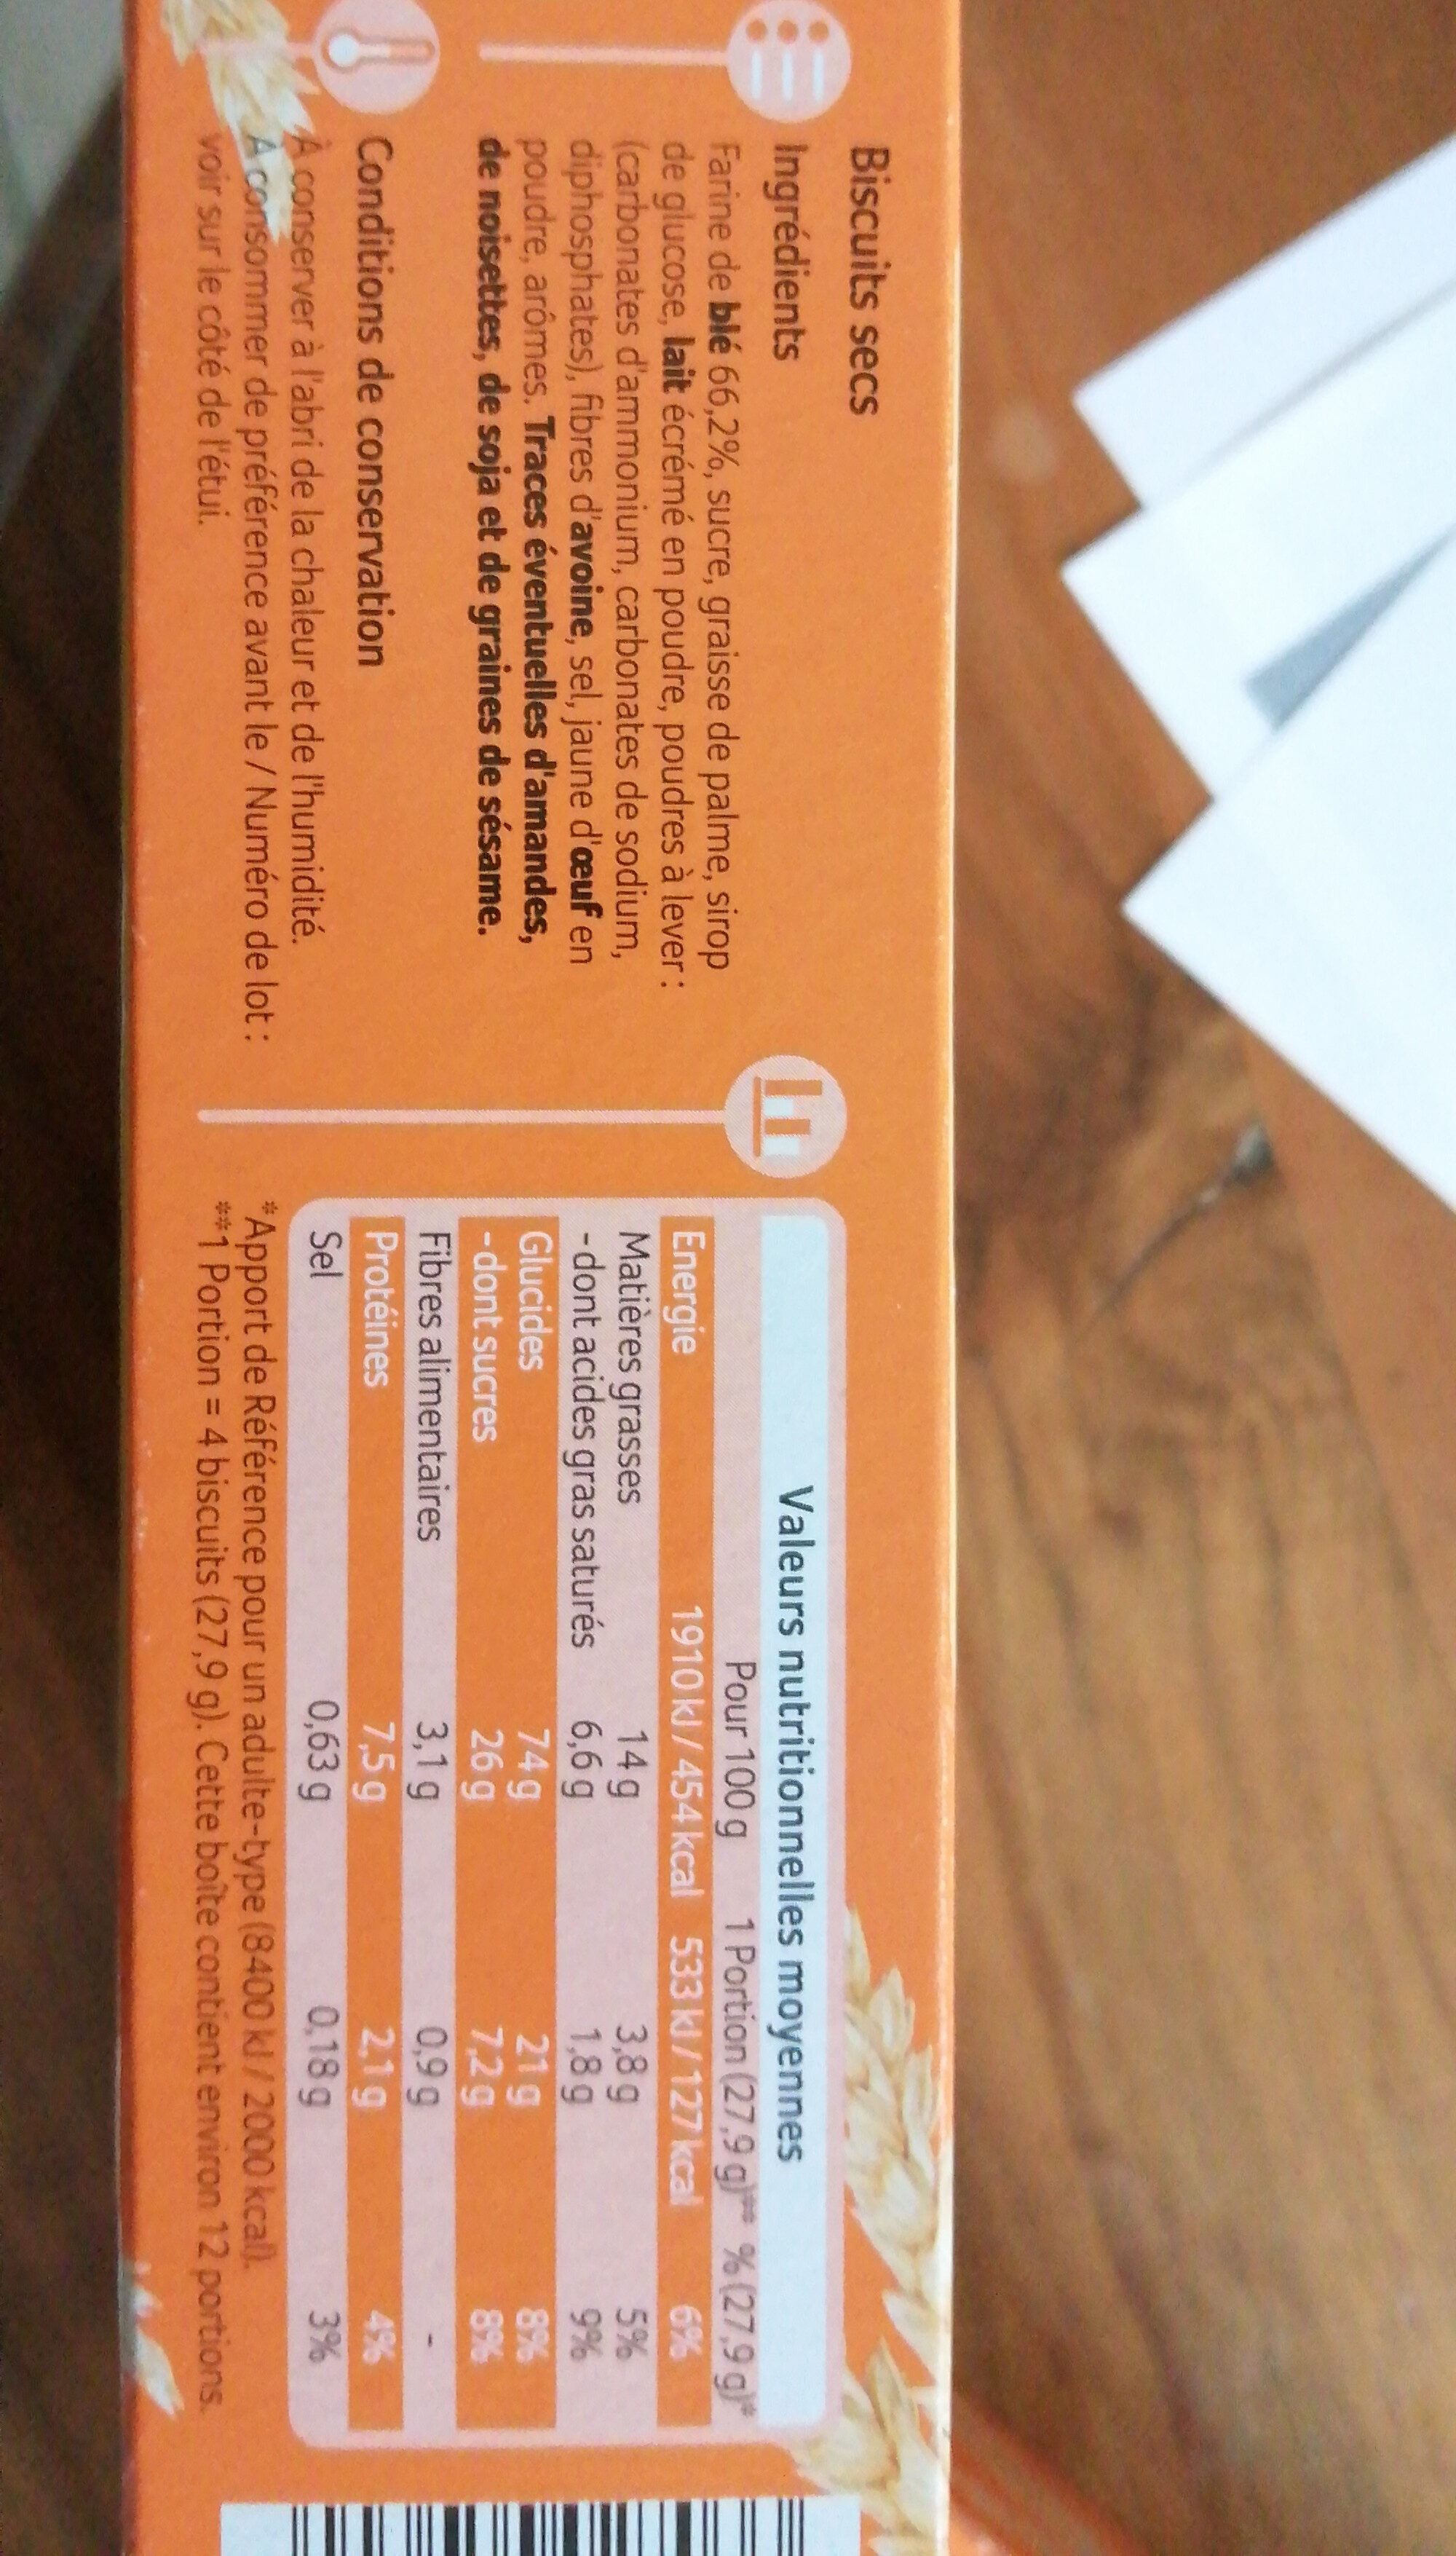 Biscuits secs
Ingrédients
Farine de blé 66,2%, sucre, graisse de palme, sirop
de glucose, lait écrémé en poudre, poudres à lever :
(carbonates d'ammonium, carbonates de sodium,
diphosphates), fibres d'avoine, sel, jaune d'œuf en
poudre, arômes. Traces éventuelles d'amandes,
de noisettes, de soja et de graines de sésame.
Conditions de conservation
À conserver à l'abri de la chaleur et de l'humidité.
À consommer de préférence avant le / Numéro de lot :
voir sur le côté de l'étui.
Valeurs nutritionnelles moyennes
Pour 100 g 1 Portion (27,9 g)** % (27,9 g)*
Energie 1910 kJ / 454 kcal 533 kJ / 127 kcal 6%
Matières grasses 14 g 3,8 g 5%
- dont acides gras saturés 6,6 g 1,8 g 9%
Glucides 74 g 21 g 8%
- dont sucres 26 g 7,2 g 8%
Fibres alimentaires 3,1 g 0,9 g -
Protéines 7,5 g 2,1 g 4%
Sel 0,63 g 0,18 g 3%
*Apport de Référence pour un adulte-type (8400 kJ / 2000 kcal).
**1 Portion = 4 biscuits (27,9 g). Cette boîte contient environ 12 portions.